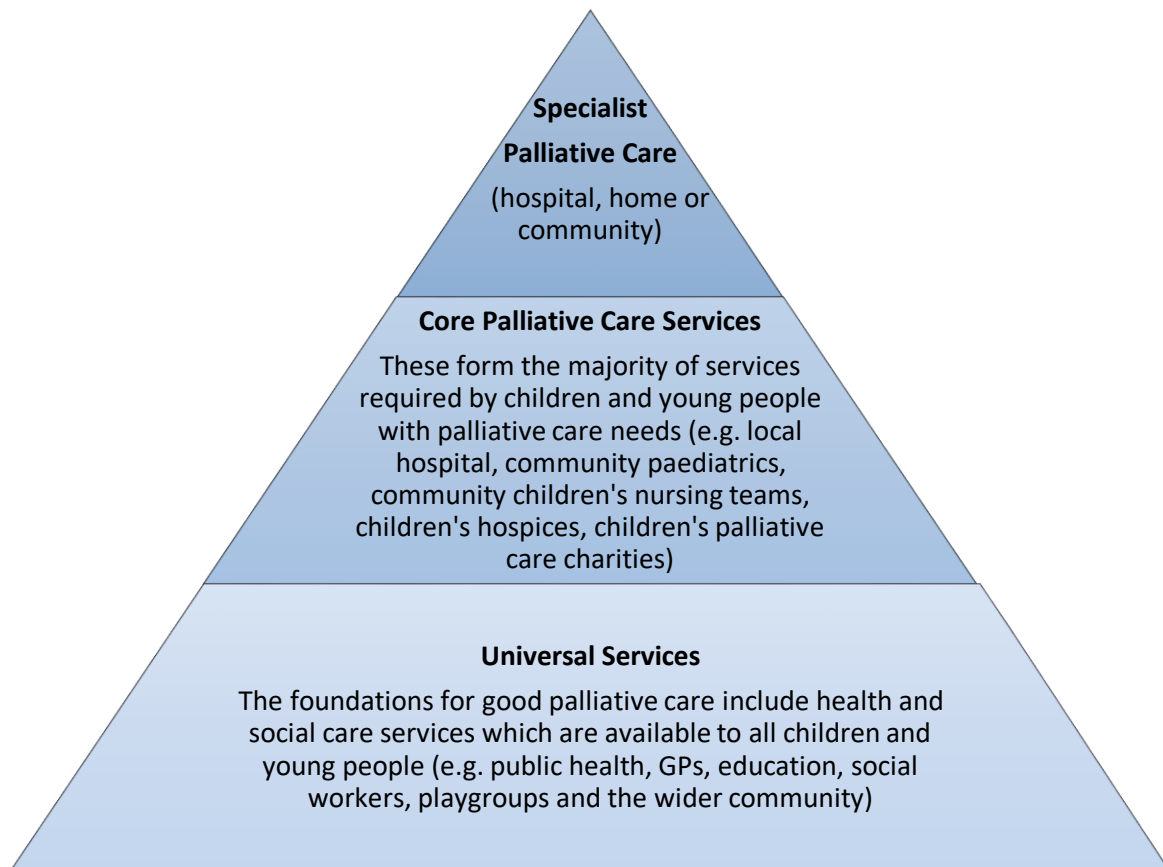 Specialist
Palliative Care
(hospital, home or
community)
Core Palliative Care Services
These form the majority of services
required by children and young people
with palliative care needs (e.g. local
hospital, community paediatrics,
community children's nursing teams,
children's hospices, children's palliative
care charities)
Universal Services
The foundations for good palliative care include health and
social care services which are available to all children and
young people (e.g. public health, GPs, education, social
workers, playgroups and the wider community)